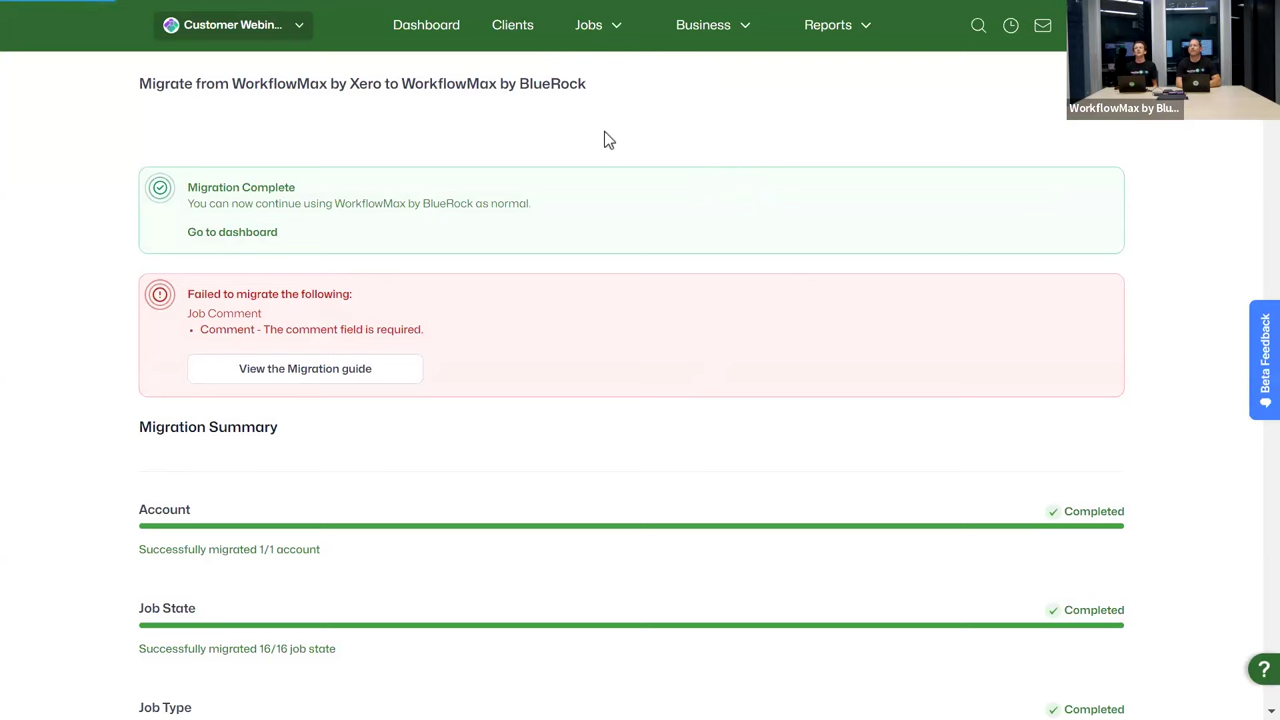 Customer Webin...
Dashboard
Clients
Jobs
Business
Reports
WorkflowMax by Blu...
Migrate from WorkflowMax by Xero to WorkflowMax by BlueRock
Migration Complete
You can now continue using WorkflowMax by BlueRock as normal.
Go to dashboard
Failed to migrate the following:
Job Comment
• Comment - The comment field is required.
View the Migration guide
Beta Feedback
Migration Summary
Account
Completed
Successfully migrated 1/1 account
Job State
Completed
Successfully migrated 16/16 job state
?
Job Type
Completed